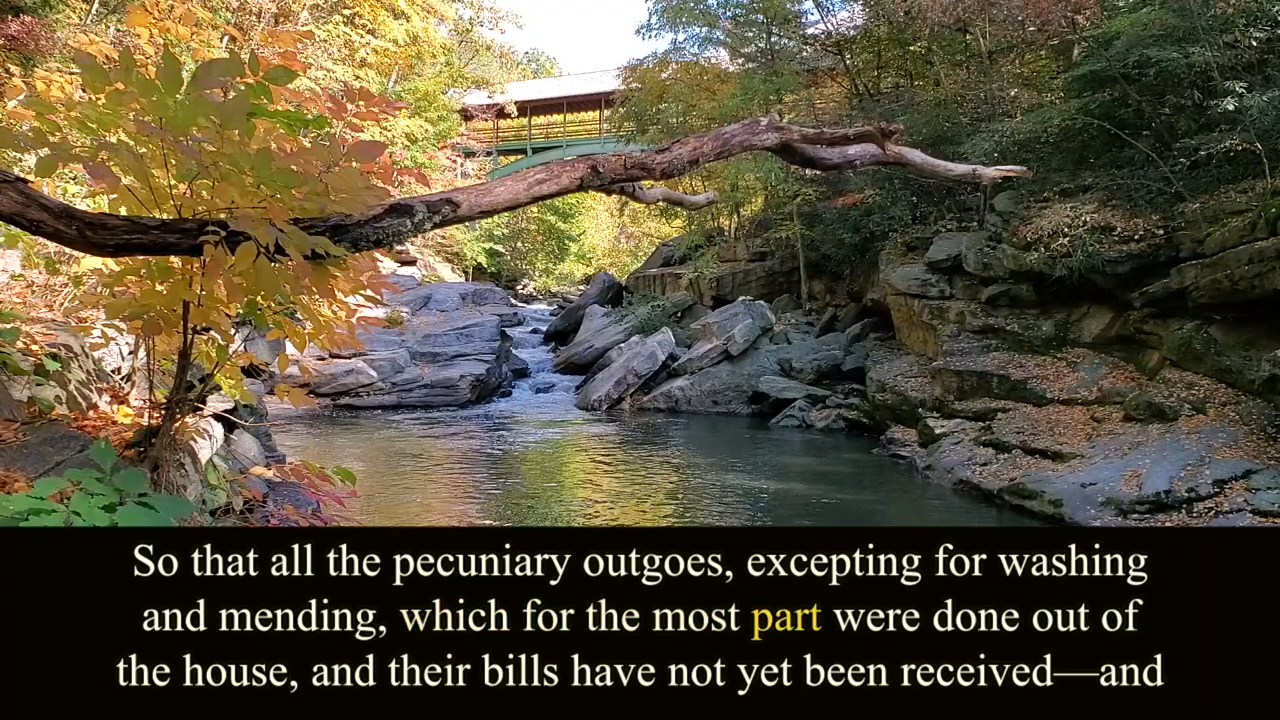 So that all the pecuniary outgoes, excepting for washing
and mending, which for the most part were done out of
the house, and their bills have not yet been received—and